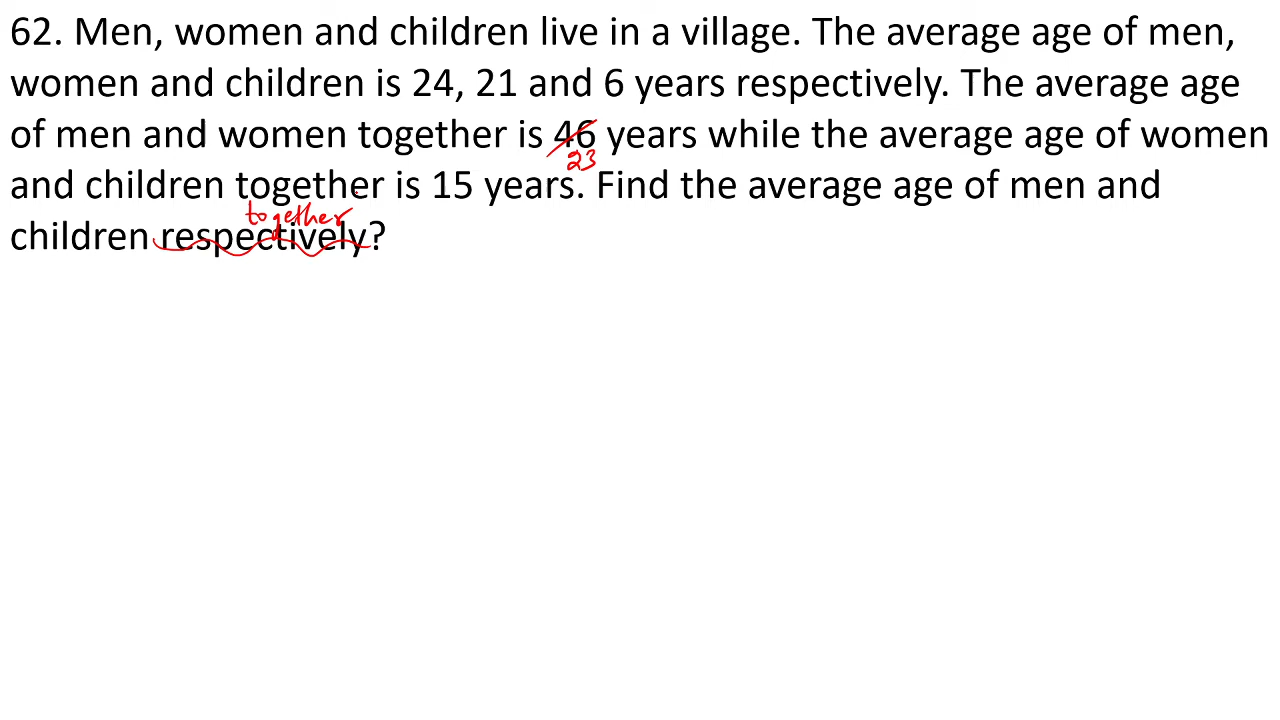 62. Men, women and children live in a village. The average age of men,
women and children is 24, 21 and 6 years respectively. The average age
of men and women together is 46 years while the average age of women
23
and children together is 15 years. Find the average age of men and
together
children respectively?